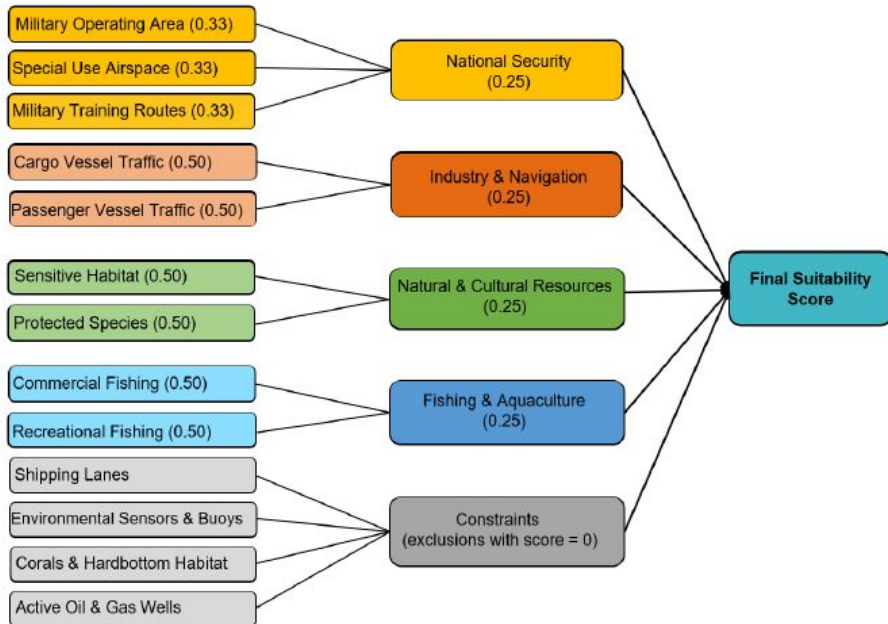 Military Operating Area (0.33)
Special Use Airspace (0.33)
Military Training Routes (0.33)
National Security
(0.25)
Cargo Vessel Traffic (0.50)
Passenger Vessel Traffic (0.50)
Industry & Navigation
(0.25)
Sensitive Habitat (0.50)
Protected Species (0.50)
Natural & Cultural Resources
(0.25)
Commercial Fishing (0.50)
Recreational Fishing (0.50)
Fishing & Aquaculture
(0.25)
Shipping Lanes
Environmental Sensors & Buoys
Corals & Hardbottom Habitat
Active Oil & Gas Wells
Constraints
(exclusions with score = 0)
Final Suitability
Score